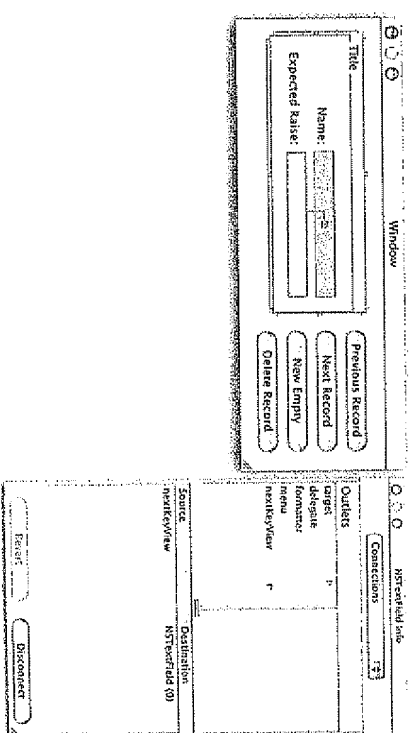 Window
Title
Name:
Expected Raise:
Previous Record
Next Record
New Empty
Delete Record
NSTextField Info
Connections
Outlets
target
delegate
formatter
menu
nextKeyView
Source
Destination
nextKeyView
NSTextField (0)
Revert
Disconnect